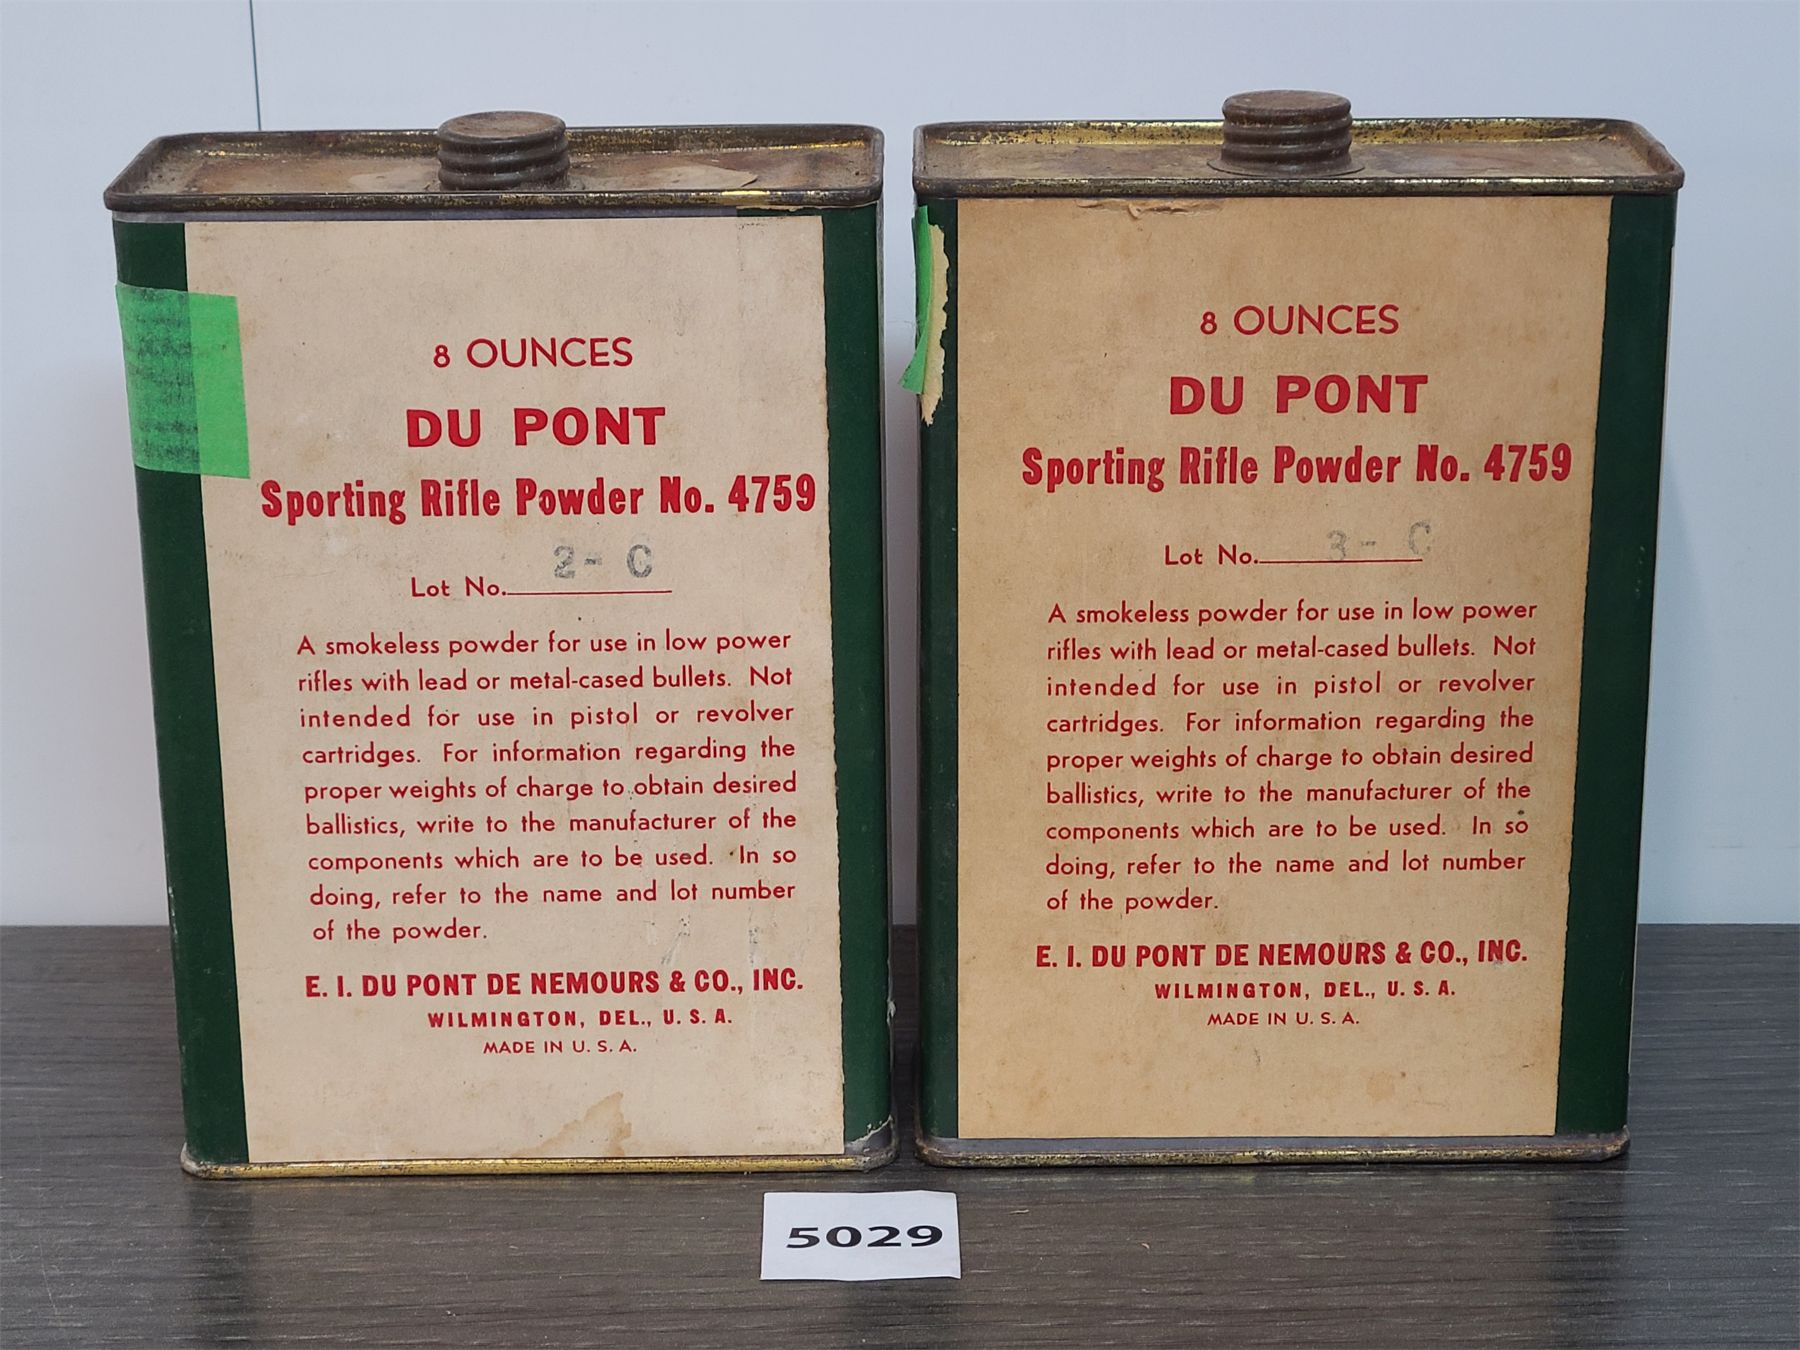 8 OUNCES
DU PONT
Sporting Rifle Powder No. 4759
Lot No. 2- C
A smokeless powder for use in low power
rifles with lead or metal-cased bullets. Not
intended for use in pistol or revolver
cartridges. For information regarding the
proper weights of charge to obtain desired
ballistics, write to the manufacturer of the
components which are to be used. In so
doing, refer to the name and lot number
of the powder.
E. I. DU PONT DE NEMOURS & CO., INC.
WILMINGTON, DEL., U. S. A.
MADE IN U. S. A.
8 OUNCES
DU PONT
Sporting Rifle Powder No. 4759
Lot No. 3- C
A smokeless powder for use in low power
rifles with lead or metal-cased bullets. Not
intended for use in pistol or revolver
cartridges. For information regarding the
proper weights of charge to obtain desired
ballistics, write to the manufacturer of the
components which are to be used. In so
doing, refer to the name and lot number
of the powder.
E. I. DU PONT DE NEMOURS & CO., INC.
WILMINGTON, DEL., U. S. A.
MADE IN U. S. A.
5029